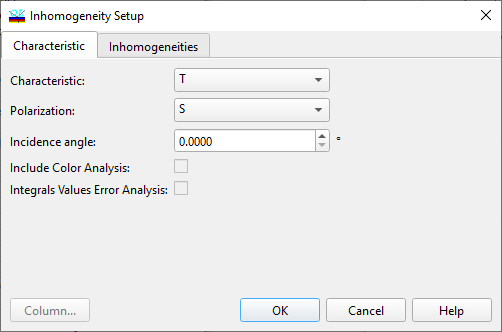 Inhomogeneity Setup
Characteristic Inhomogeneities
Characteristic: T
Polarization: S
Incidence angle: 0.0000 °
Include Color Analysis:
Integrals Values Error Analysis:
Column... OK Cancel Help